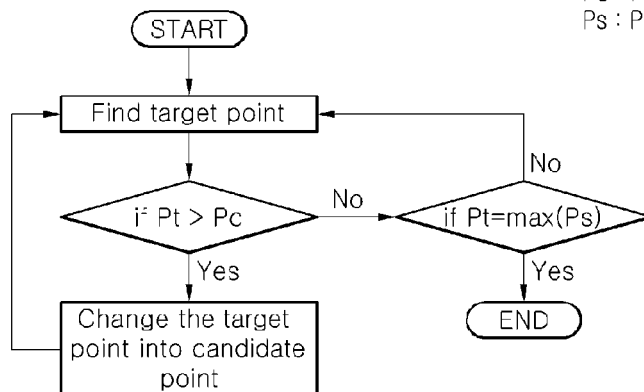 Ps : P
START
Find target point
No
if Pt > Pc
No
if Pt=max(Ps)
Yes
Yes
Change the target
point into candidate
point
END